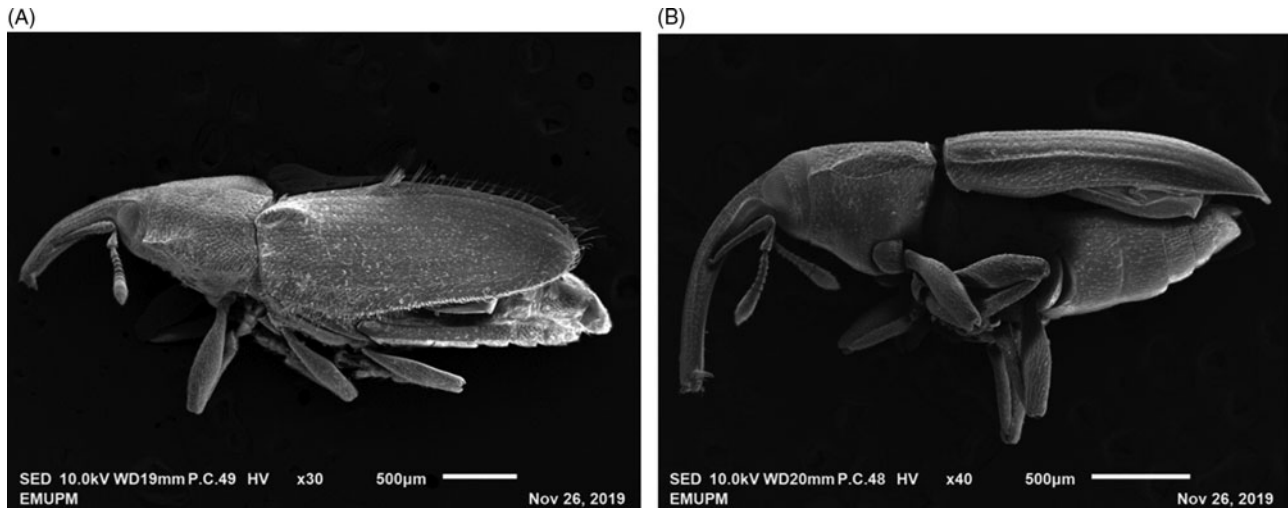 (A)
(B)
SED 10.0kV WD19mm P.C.49 HV x30 500µm
EMUPM Nov 26, 2019
SED 10.0kV WD20mm P.C.48 HV x40 500µm
EMUPM Nov 26, 2019